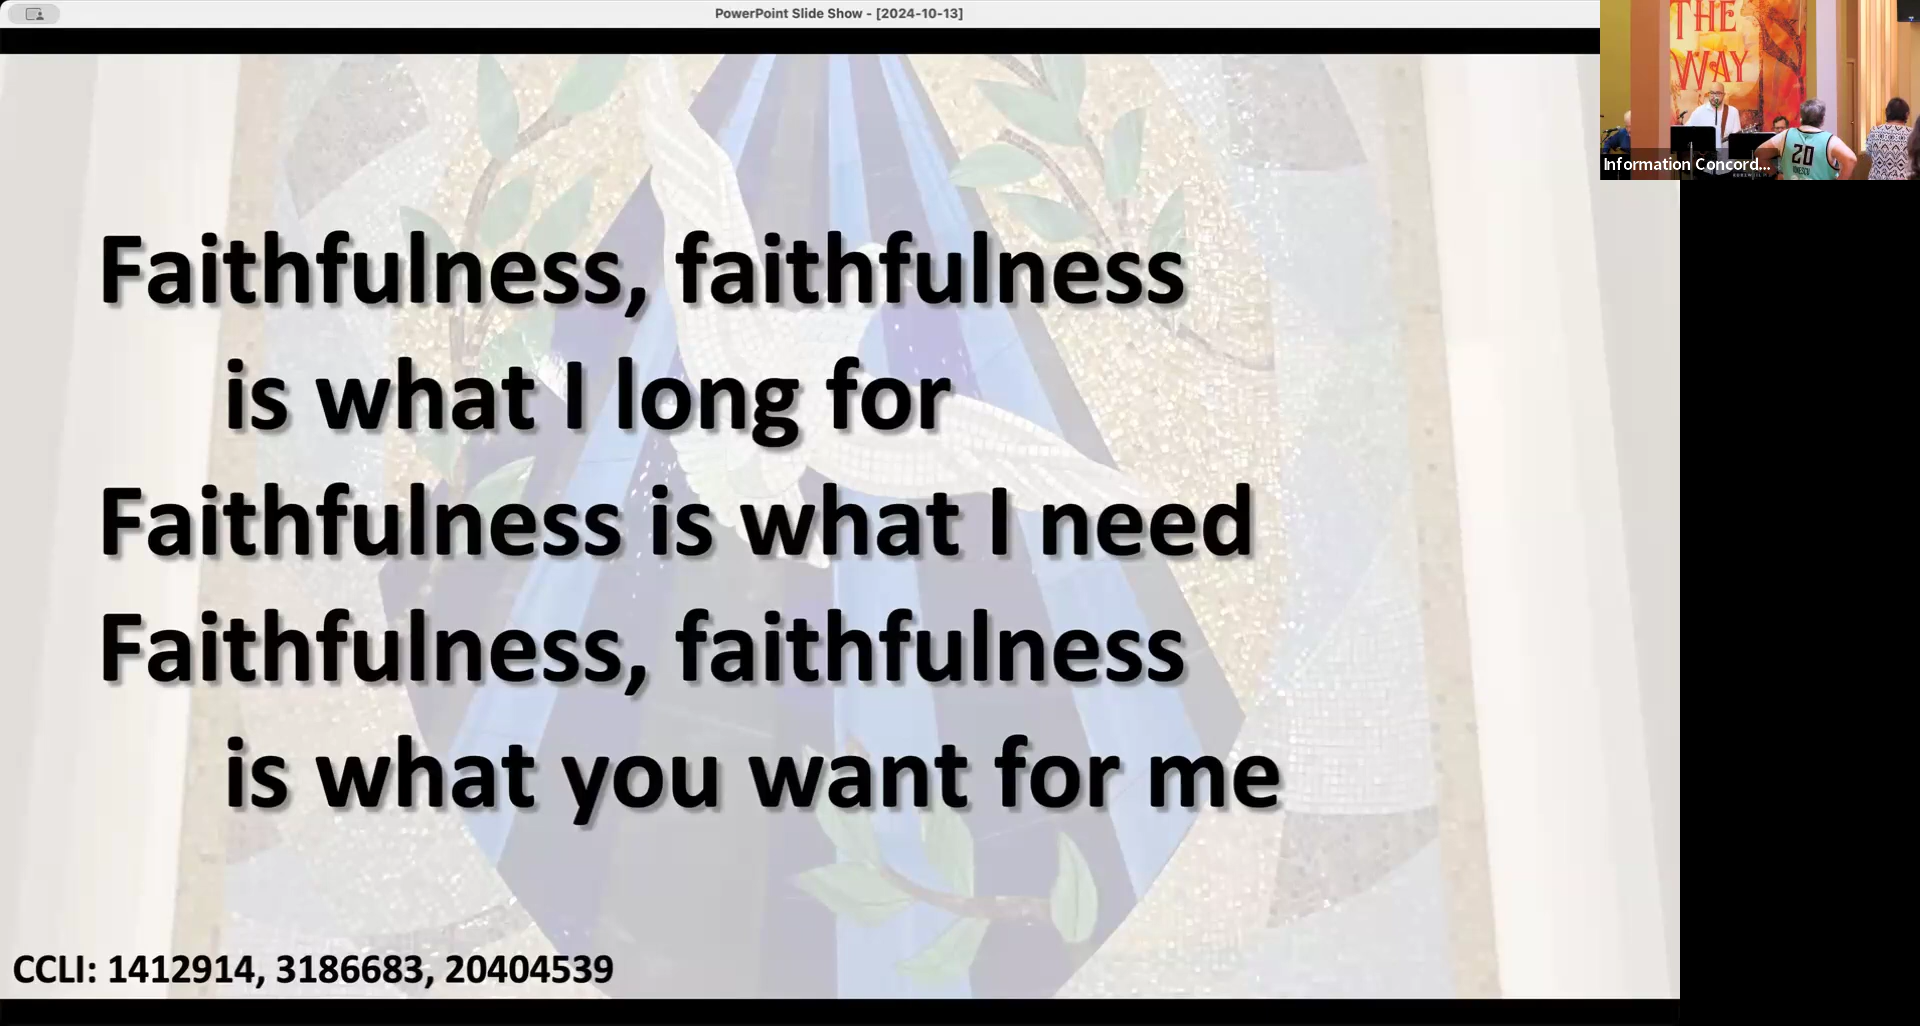 PowerPoint Slide Show - [2024-10-13]
THE
WAY
20
Information Concord...
Faithfulness, faithfulness
is what I long for
Faithfulness is what I need
Faithfulness, faithfulness
is what you want for me
CCLI: 1412914, 3186683, 20404539